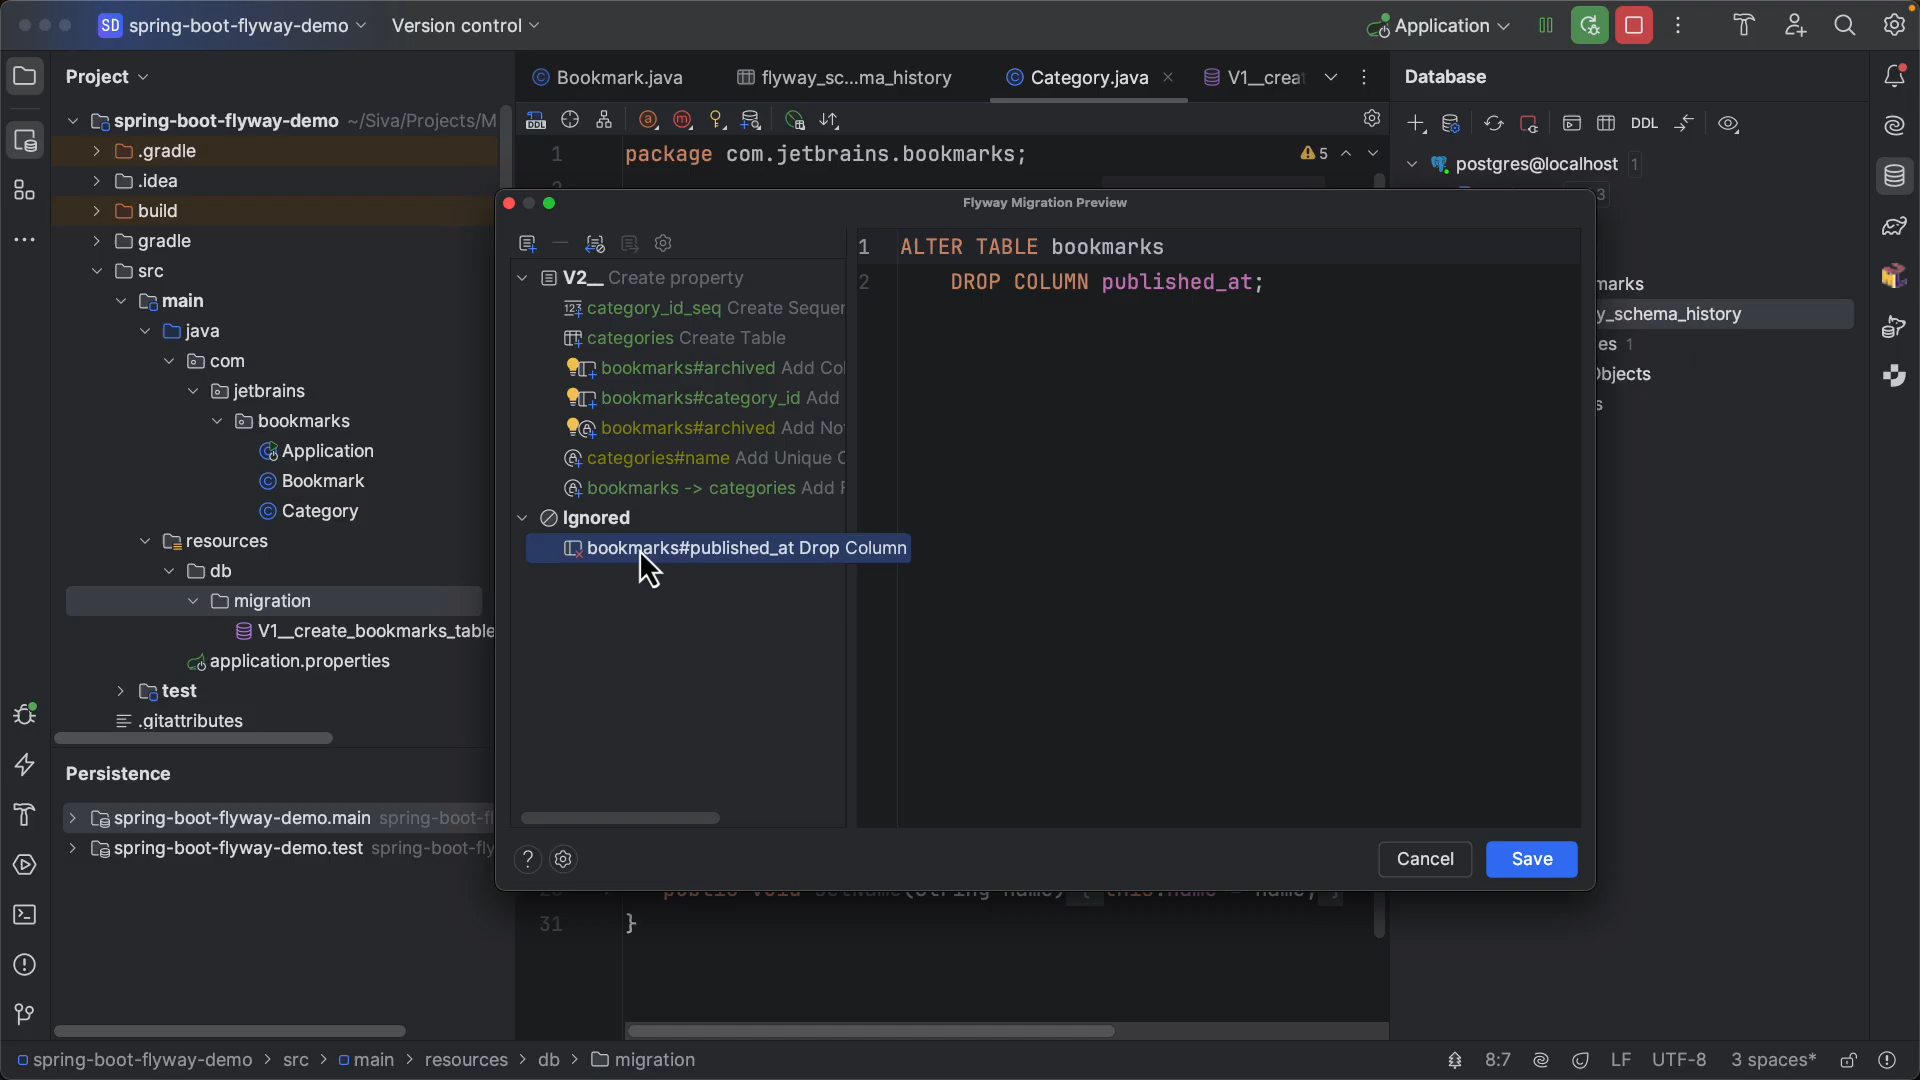 SD spring-boot-flyway-demo Version control Application
Project
spring-boot-flyway-demo ~/Siva/Projects/M
.gradle
.idea
build
gradle
src
main
java
com
jetbrains
bookmarks
Application
Bookmark
Category
resources
db
migration
V1__create_bookmarks_table
application.properties
test
.gitattributes
Persistence
spring-boot-flyway-demo.main spring-boot-fl
spring-boot-flyway-demo.test spring-boot-fly
Bookmark.java flyway_sc...ma_history Category.java V1__crea
DDL
1 package com.jetbrains.bookmarks; 5
Flyway Migration Preview
V2__ Create property
category_id_seq Create Sequen
categories Create Table
bookmarks#archived Add Col
bookmarks#category_id Add
bookmarks#archived Add No
categories#name Add Unique C
bookmarks -> categories Add F
Ignored
bookmarks#published_at Drop Column
1 ALTER TABLE bookmarks
2 DROP COLUMN published_at;
? Cancel Save
31 }
Database
DDL
postgres@localhost 1
3
marks
y_schema_history
es 1
Objects
s
spring-boot-flyway-demo > src > main > resources > db > migration 8:7 LF UTF-8 3 spaces*